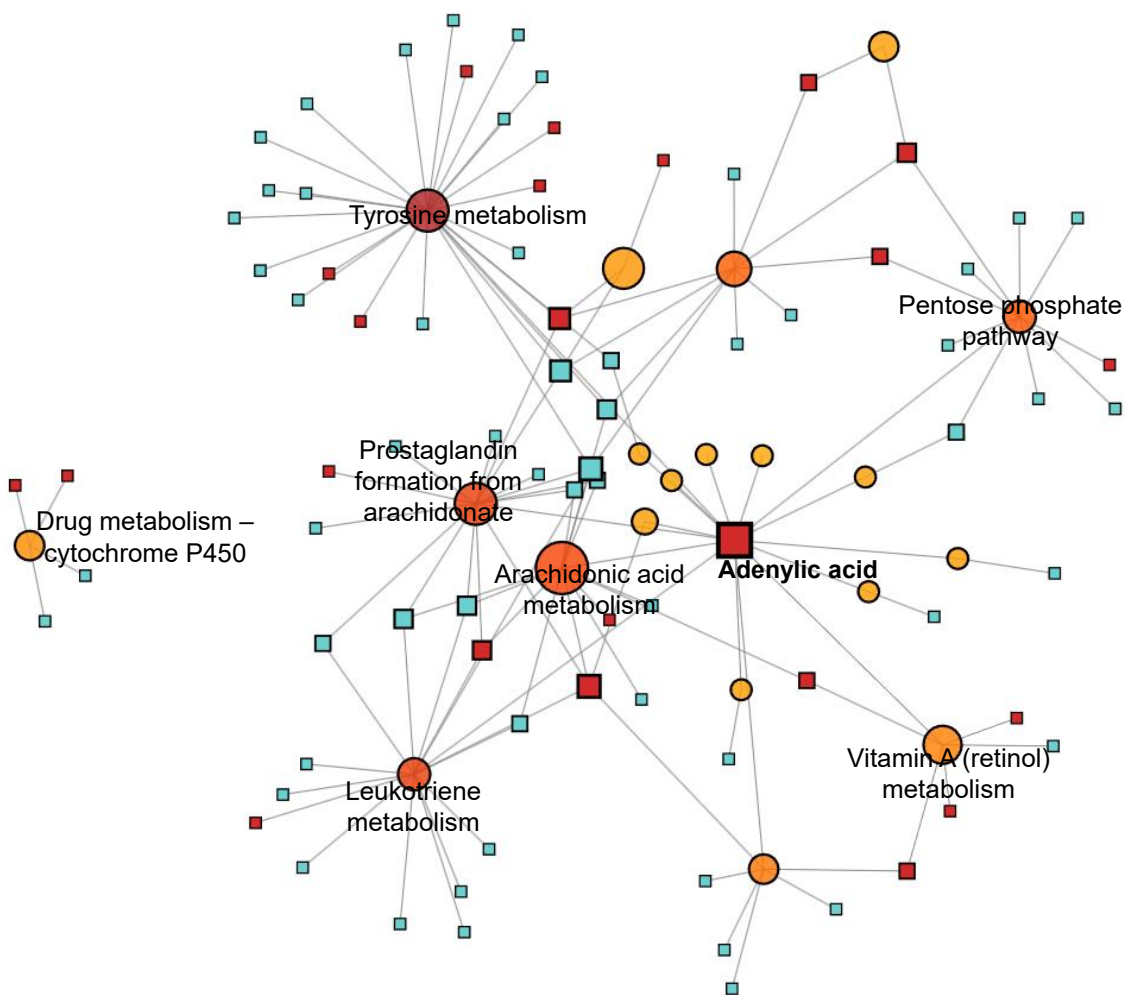 Tyrosine metabolism
Pentose phosphate
pathway
Prostaglandin
formation from
arachidonate
Drug metabolism –
cytochrome P450
Arachidonic acid
metabolism
Adenylic acid
Vitamin A (retinol)
metabolism
Leukotriene
metabolism